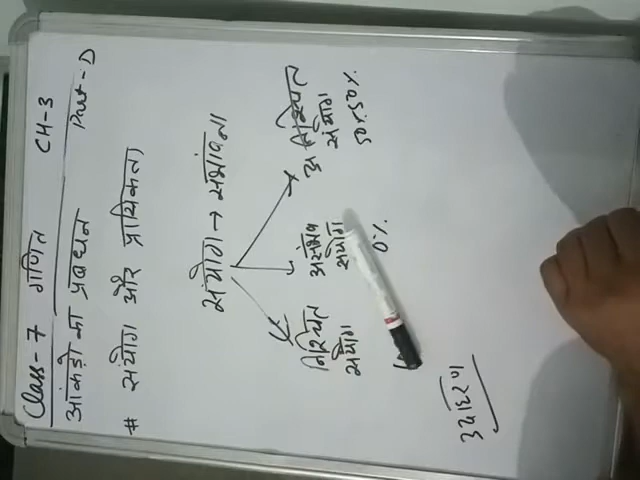 Class-7 गणित CH-3
आंकड़ो का प्रबंधन Part-D
# संयोग और प्रायिकता
संयोग → संभावना
निश्चित संयोग
असंभव संयोग 0%
अनिश्चित संयोग 50%50%
उदाहरण